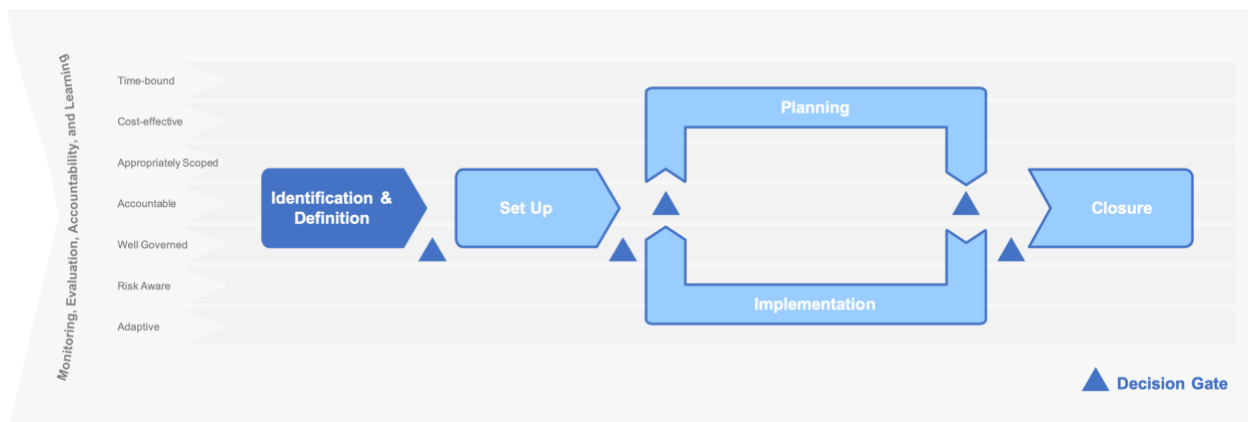 Monitoring, Evaluation, Accountability, and Learning
Time-bound
Cost-effective
Appropriately Scoped
Accountable
Well Governed
Risk Aware
Adaptive
Identification &
Definition
Set Up
Planning
Implementation
Closure
Decision Gate